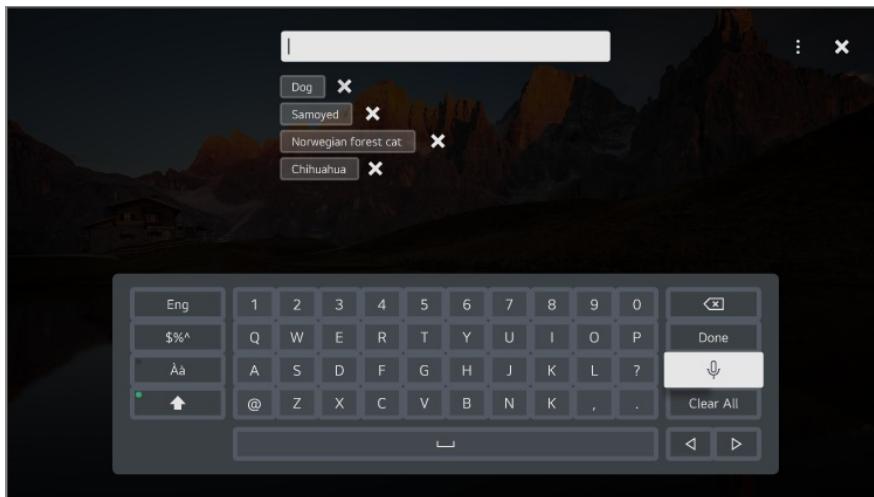 Dog
Samoyed
Norwegian forest cat
Chihuahua
Eng 1 2 3 4 5 6 7 8 9 0
$%^ Q W E R T Y U I O P Done
Àà A S D F G H J K L ?
@ Z X C V B N K , . Clear All